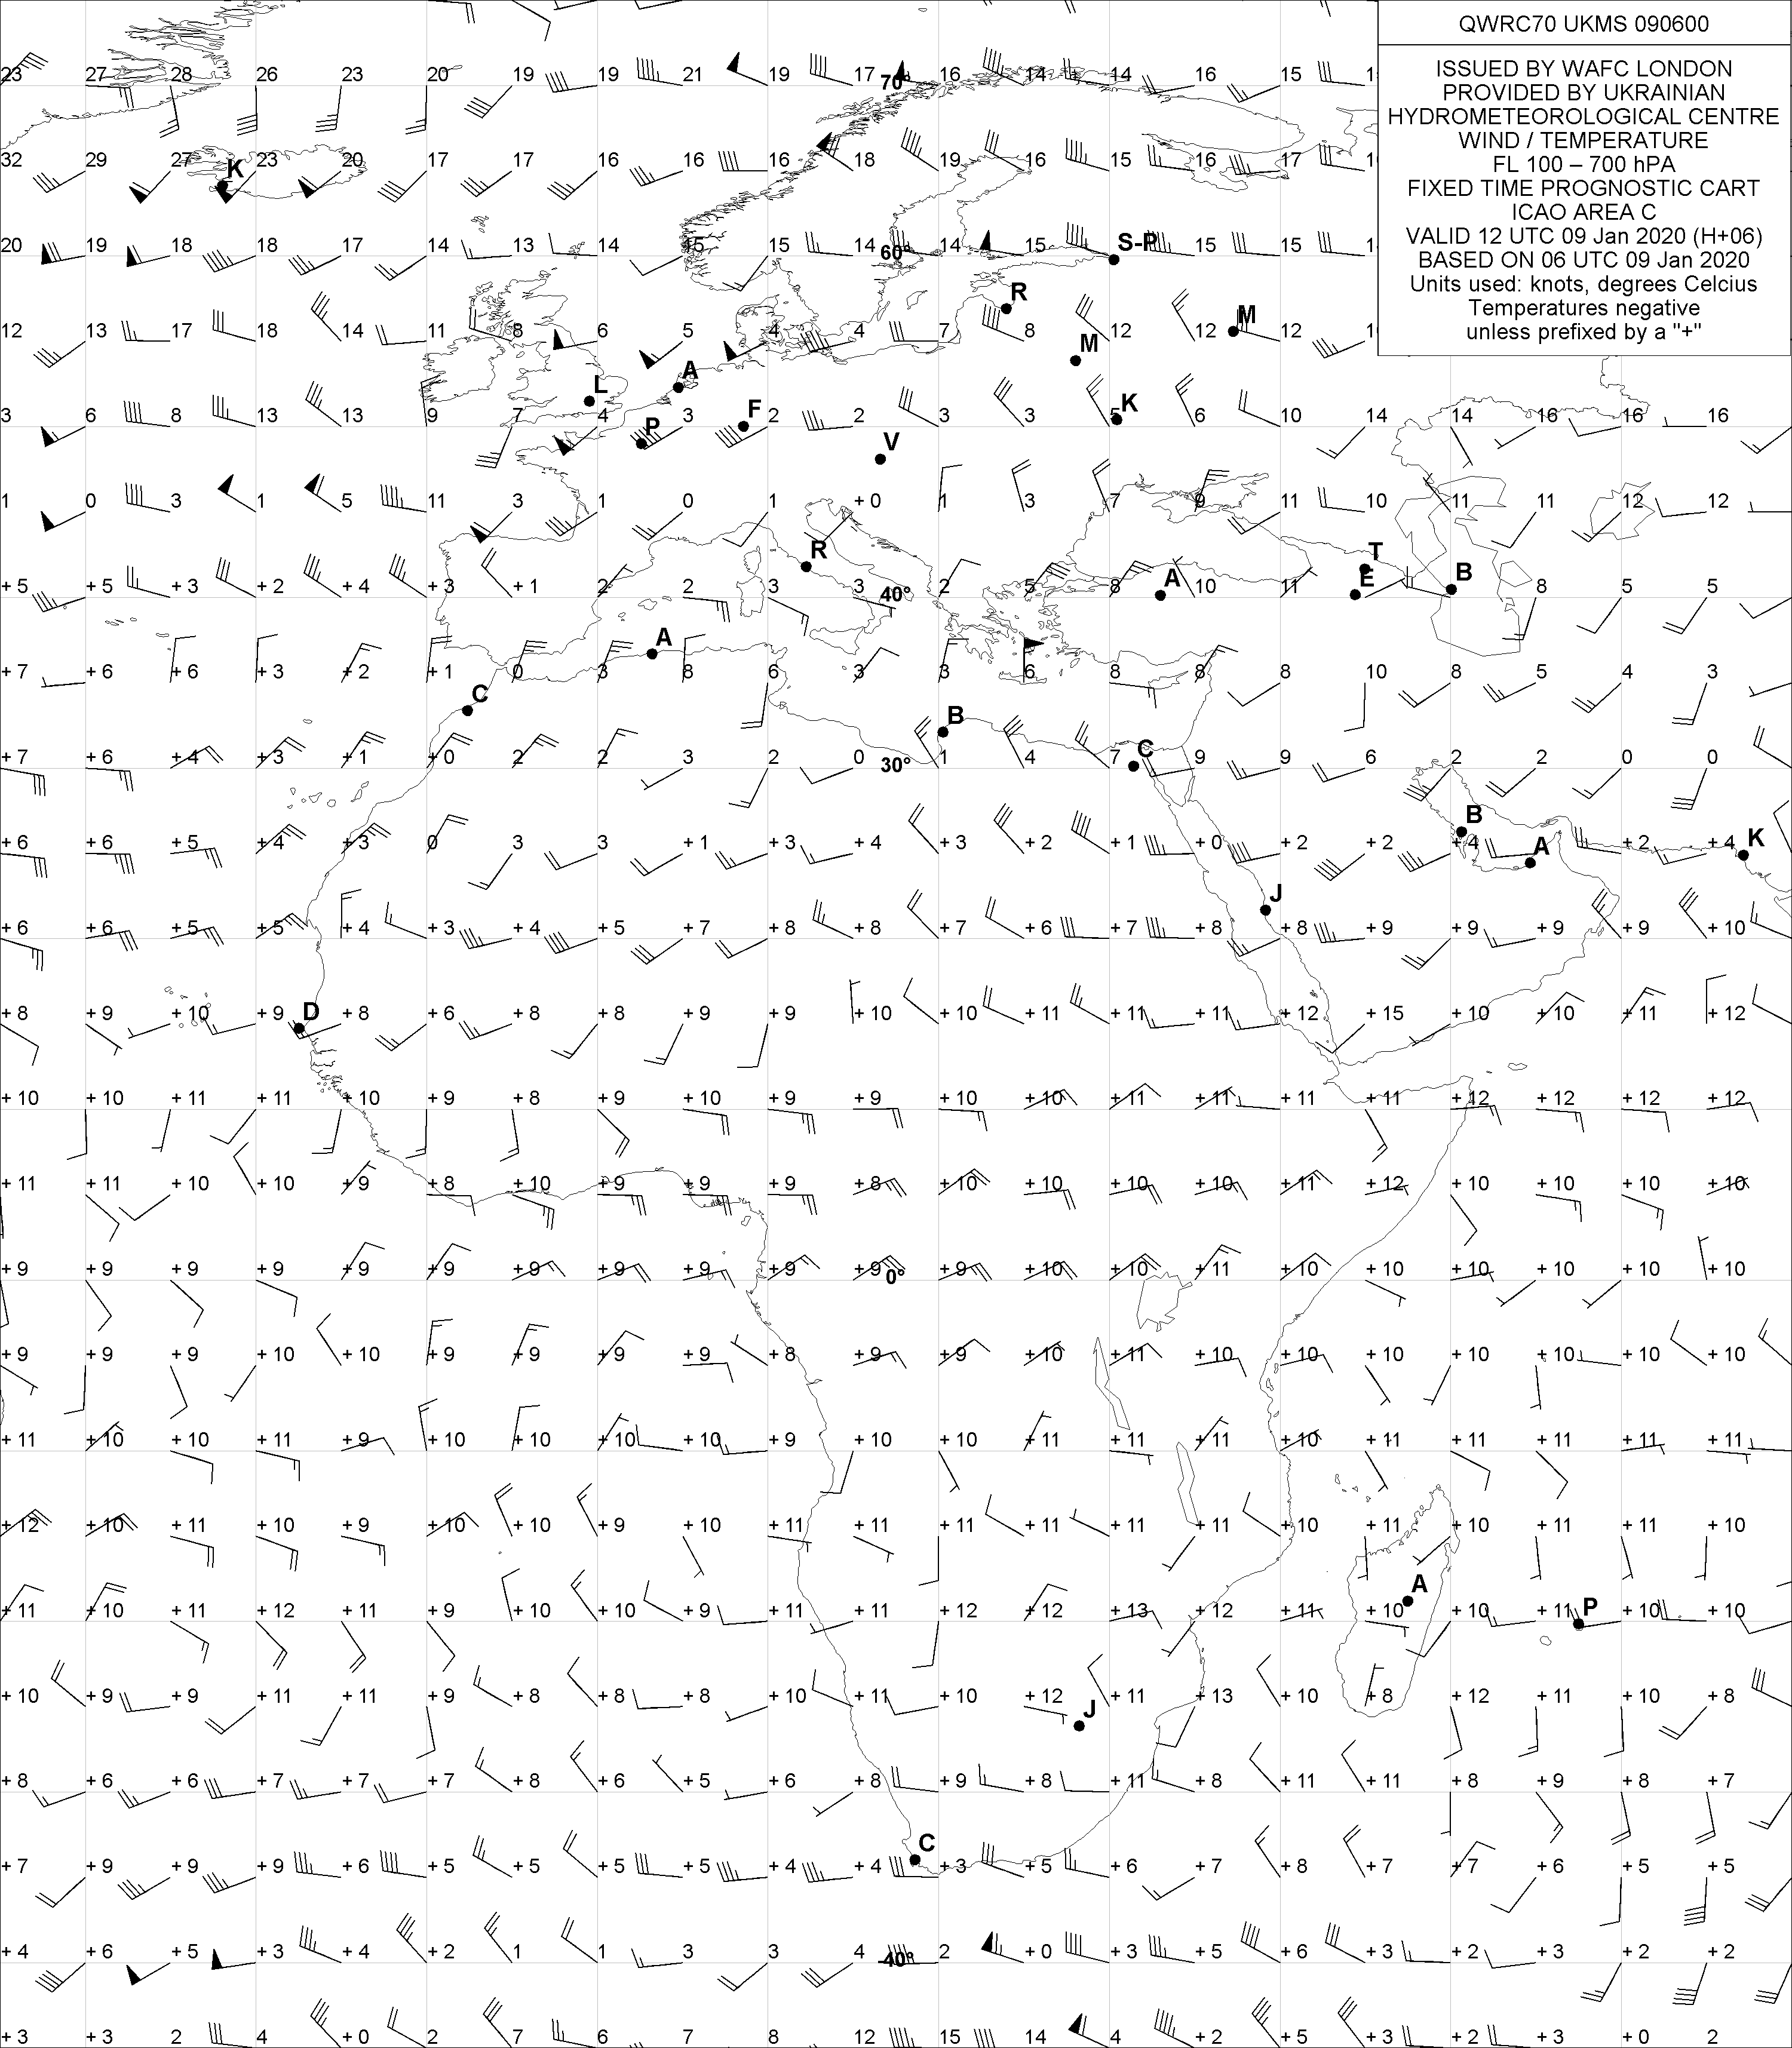 QWRC70 UKMS 090600
ISSUED BY WAFC LONDON
PROVIDED BY UKRAINIAN
HYDROMETEOROLOGICAL CENTRE
WIND / TEMPERATURE
FL 100 – 700 hPA
FIXED TIME PROGNOSTIC CART
ICAO AREA C
VALID 12 UTC 09 Jan 2020 (H+06)
BASED ON 06 UTC 09 Jan 2020
Units used: knots, degrees Celcius
Temperatures negative
unless prefixed by a "+"
23 27 28 26 23 20 19 19 21 19 17 70° 16 14 14 16 15
32 29 27 K 23 20 17 17 16 16 16 18 19 16 15 16 17
20 19 18 18 17 14 13 14 15 15 14 60° 14 15 S-P 15 15
R
12 13 17 18 14 11 8 6 5 4 4 7 8 12 12 M 12
M
A
L
3 6 8 13 13 9 7 4 P 3 F 2 2 3 3 5 K 6 10 14 14 16 16 16
V
1 0 3 1 5 11 3 1 0 1 +0 1 3 7 9 11 10 11 11 12 12
R T
+5 +5 +3 +2 +4 +3 +1 2 2 3 3 40° 2 5 8 A 10 11 E B 8 5 5
A
+7 +6 +6 +3 +2 +1 0 3 8 6 3 3 6 8 8 8 10 8 5 4 3
C
B
+7 +6 +4 +3 +1 +0 2 2 3 2 0 30° 1 4 7 C 9 9 6 2 2 0 0
B
+6 +6 +5 +4 +3 0 3 3 +1 +3 +4 +3 +2 +1 +0 +2 +2 +4 A +2 +4 K
J
+6 +6 +5 +5 +4 +3 +4 +5 +7 +8 +8 +7 +6 +7 +8 +8 +9 +9 +9 +9 +10
+8 +9 +10 +9 D +8 +6 +8 +8 +9 +9 +10 +10 +11 +11 +11 +12 +15 +10 +10 +11 +12
+10 +10 +11 +11 +10 +9 +8 +9 +10 +9 +9 +10 +10 +11 +11 +11 +11 +12 +12 +12 +12
+11 +11 +10 +10 +9 +8 +10 +9 +9 +9 +8 +10 +10 +10 +10 +11 +12 +10 +10 +10 +10
+9 +9 +9 +9 +9 +9 +9 +9 +9 +9 +9 0° +9 +10 +10 +11 +10 +10 +10 +10 +10
+9 +9 +9 +10 +10 +9 +9 +9 +9 +8 +9 +9 +10 +11 +10 +10 +10 +10 +10 +10 +10
+11 +10 +10 +11 +9 +10 +10 +10 +10 +9 +10 +10 +11 +11 +11 +10 +11 +11 +11 +11 +11
+12 +10 +11 +10 +9 +10 +10 +9 +10 +11 +11 +11 +11 +11 +11 +10 +11 +10 +11 +11 +10
A
+11 +10 +11 +12 +11 +9 +10 +10 +9 +11 +11 +12 +12 +13 +12 +11 +10 +10 +11 P +10 +10
+10 +9 +9 +11 +11 +9 +8 +8 +8 +10 +11 +10 +12 J +11 +13 +10 +8 +12 +11 +10 +8
+8 +6 +6 +7 +7 +7 +8 +6 +5 +6 +8 +9 +8 +11 +8 +11 +11 +8 +9 +8 +7
C
+7 +9 +9 +9 +6 +5 +5 +5 +5 +4 +4 +3 +5 +6 +7 +8 +7 +7 +6 +5 +5
+4 +6 +5 +3 +4 +2 1 1 3 3 4 40° 2 +0 +3 +5 +6 +3 +2 +3 +2 +2
+3 +3 2 4 +0 2 7 6 7 8 12 15 14 4 +2 +5 +3 +2 +3 +0 2